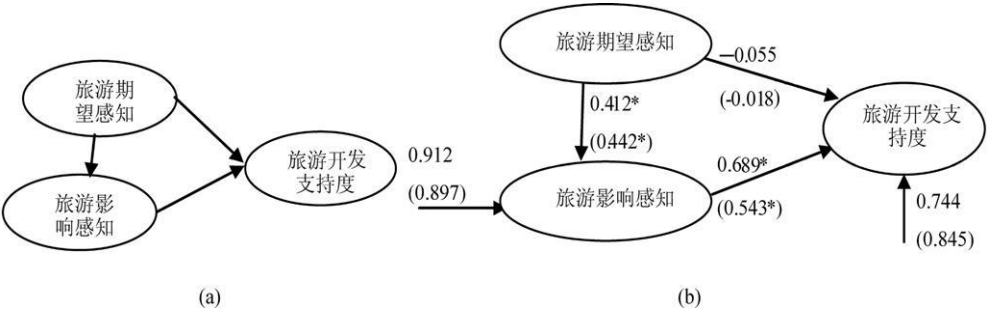 旅游期
望感知
旅游影
响感知
旅游开发
支持度
(a)
旅游期望感知
0.412*
(0.442*)
—0.055
(-0.018)
旅游开发支
持度
0.912
(0.897)
旅游影响感知
0.689*
(0.543*)
0.744
(0.845)
(b)